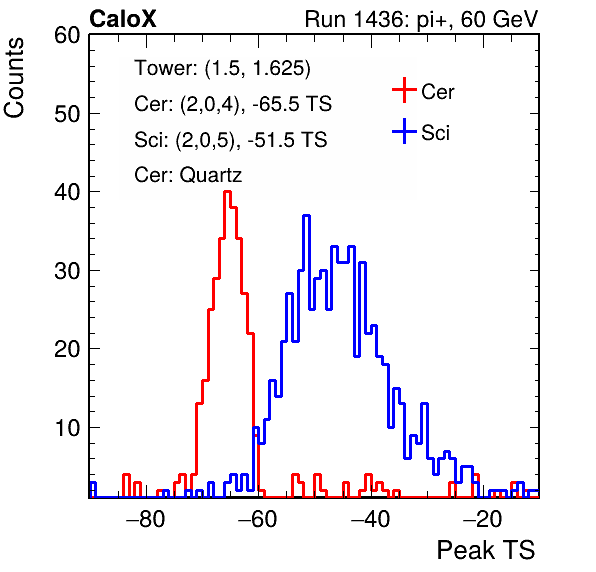 CaloX Run 1436: pi+, 60 GeV
Counts
Tower: (1.5, 1.625)
Cer: (2,0,4), -65.5 TS
Sci: (2,0,5), -51.5 TS
Cer: Quartz
Cer
Sci
60
50
40
30
20
10
−80 −60 −40 −20
Peak TS